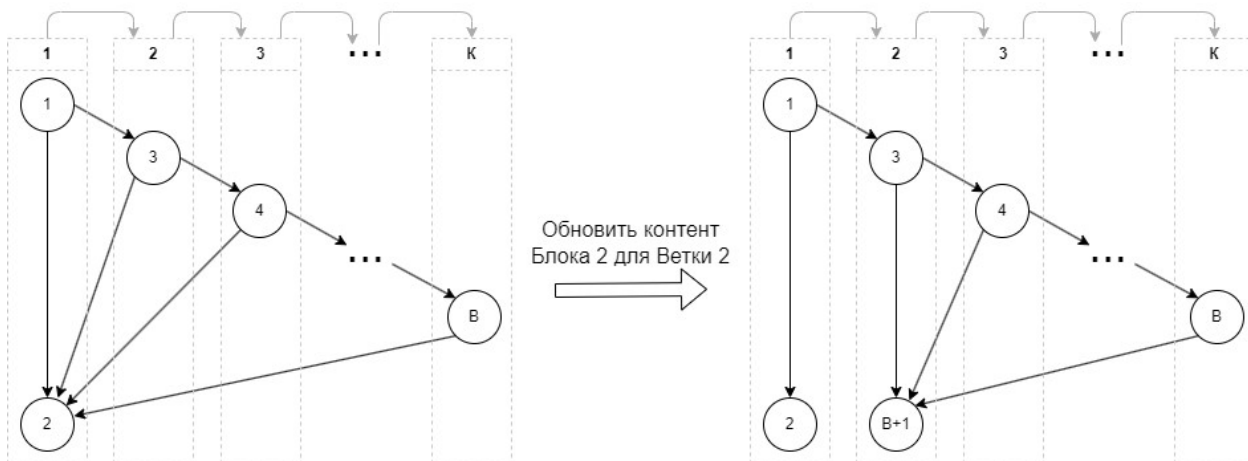 1 2 3 ... К
1
3
4
...
В
2
Обновить контент
Блока 2 для Ветки 2
1 2 3 ... К
1
3
4
...
В
2 В+1